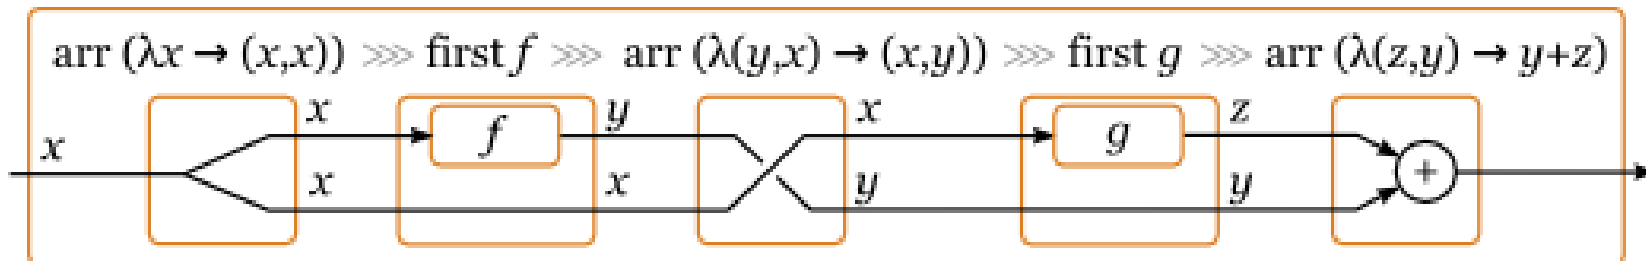 arr (λx → (x,x)) >>> first f >>> arr (λ(y,x) → (x,y)) >>> first g >>> arr (λ(z,y) → y+z)
x y x z
x f g
+
x x y y